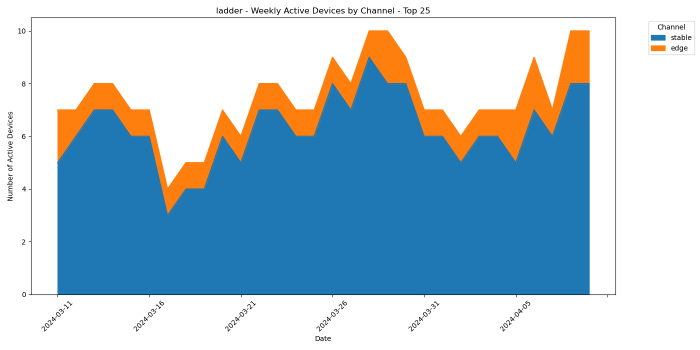 ladder - Weekly Active Devices by Channel - Top 25
Channel
stable
edge
Number of Active Devices
10
8
6
4
2
0
2024-03-11
2024-03-16
2024-03-21
2024-03-26
2024-03-31
2024-04-05
Date